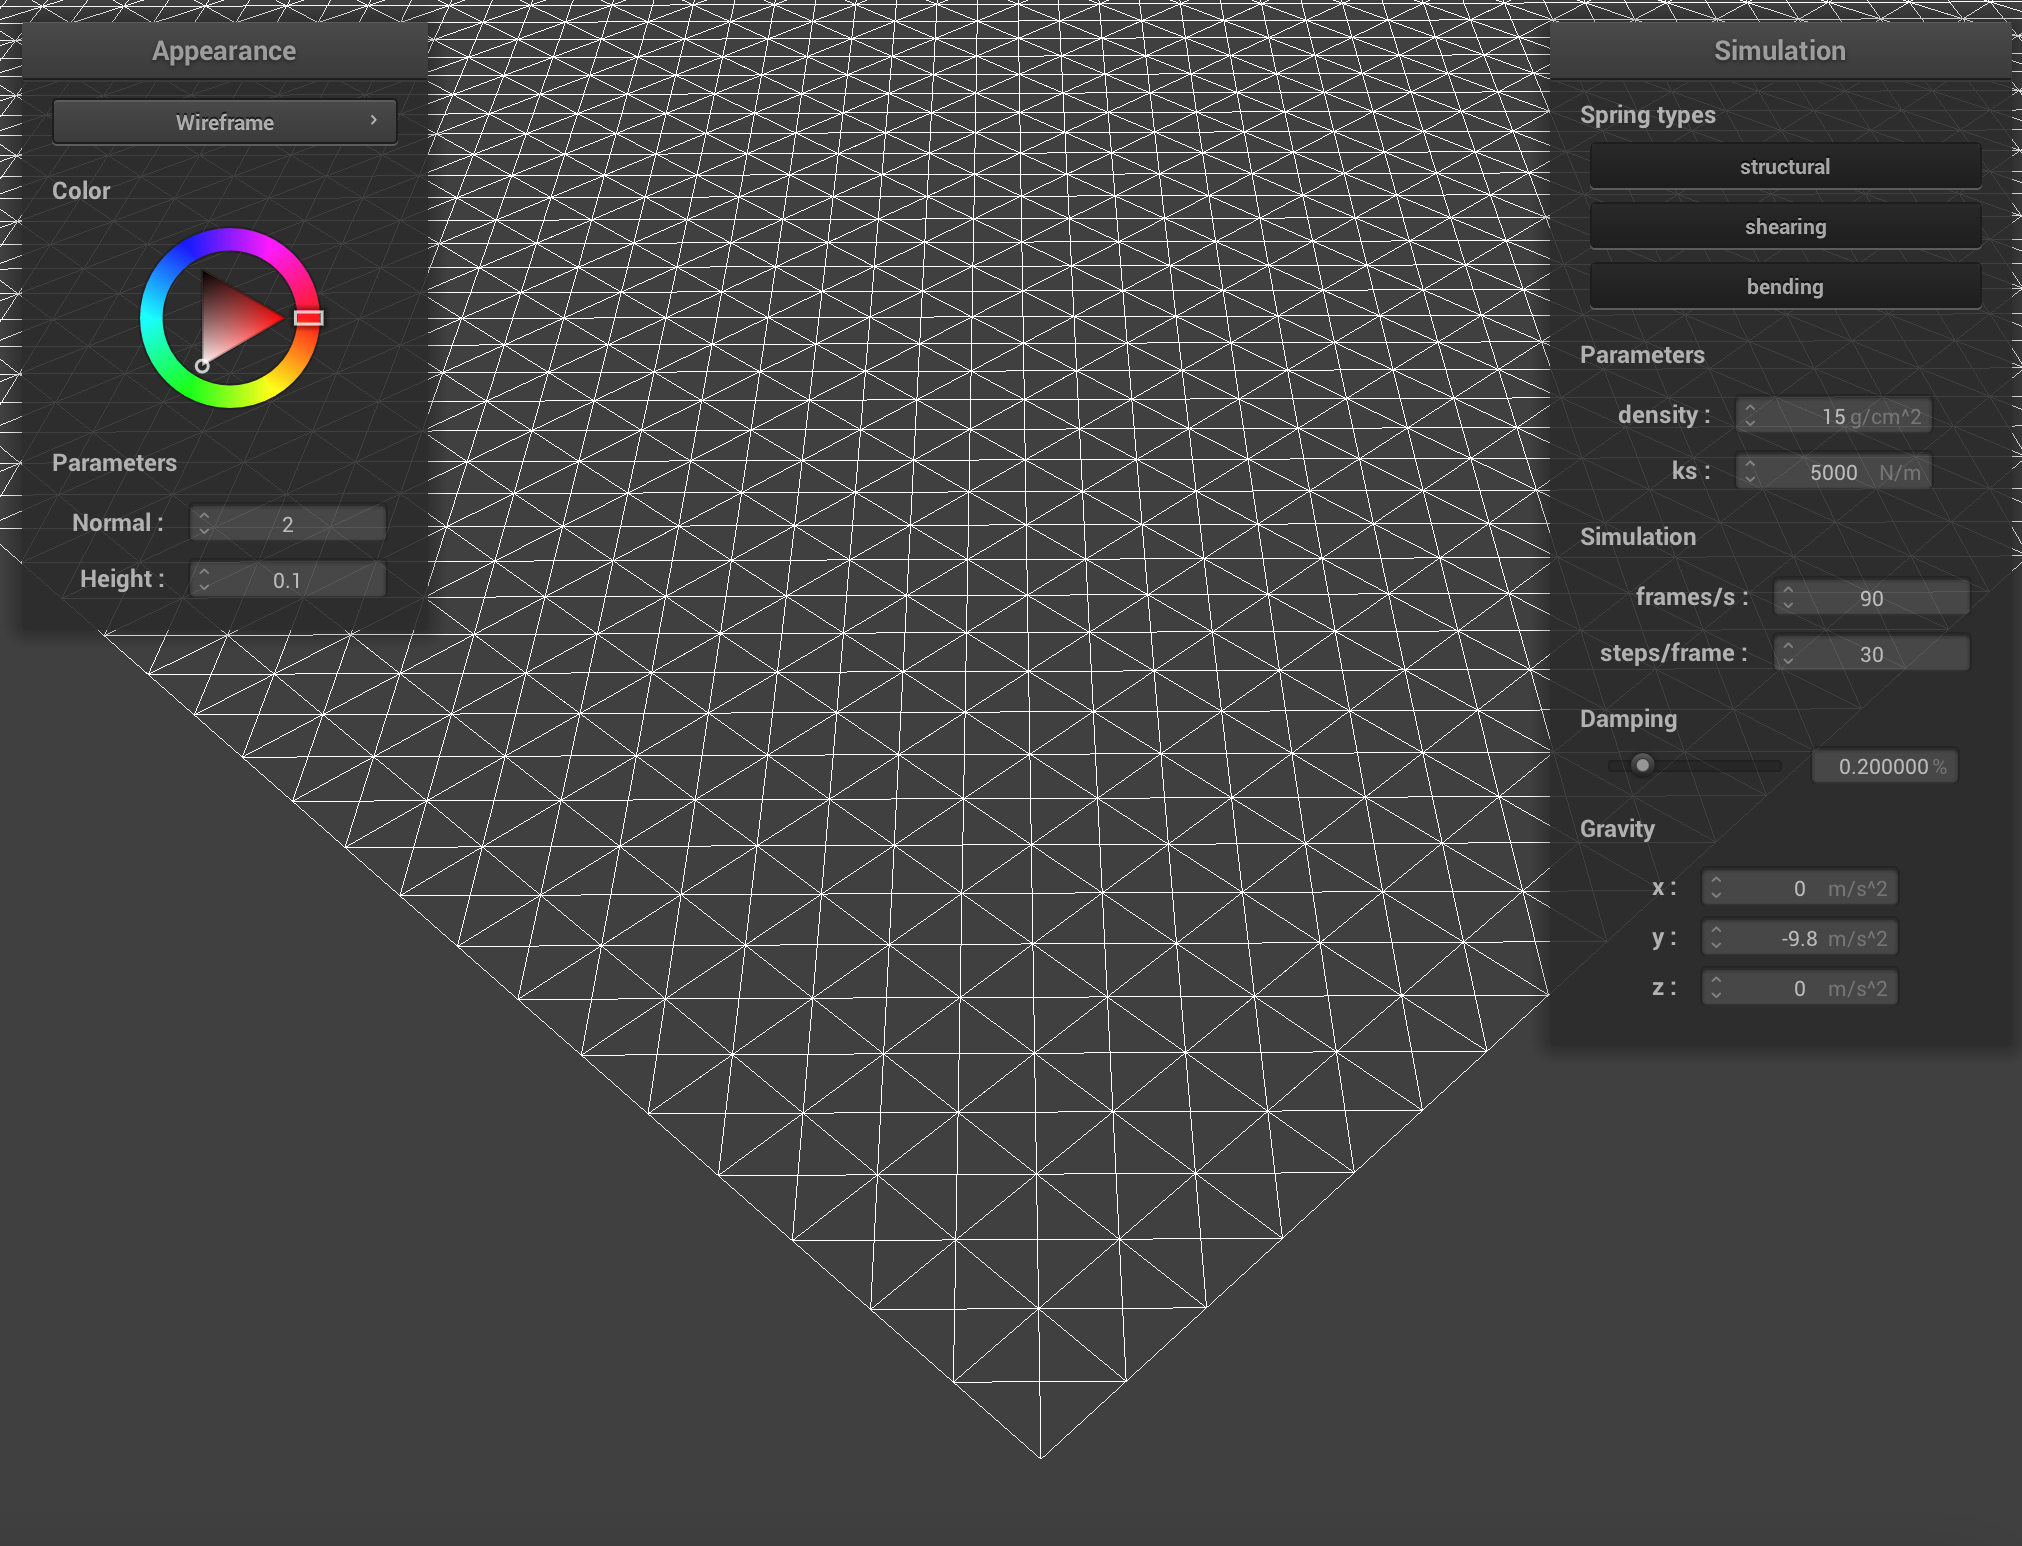 Appearance
Wireframe ›
Color
Parameters
Normal : 2
Height : 0.1
Simulation
Spring types
structural
shearing
bending
Parameters
density : 15 g/cm^2
ks : 5000 N/m
Simulation
frames/s : 90
steps/frame : 30
Damping
0.200000 %
Gravity
x : 0 m/s^2
y : -9.8 m/s^2
z : 0 m/s^2